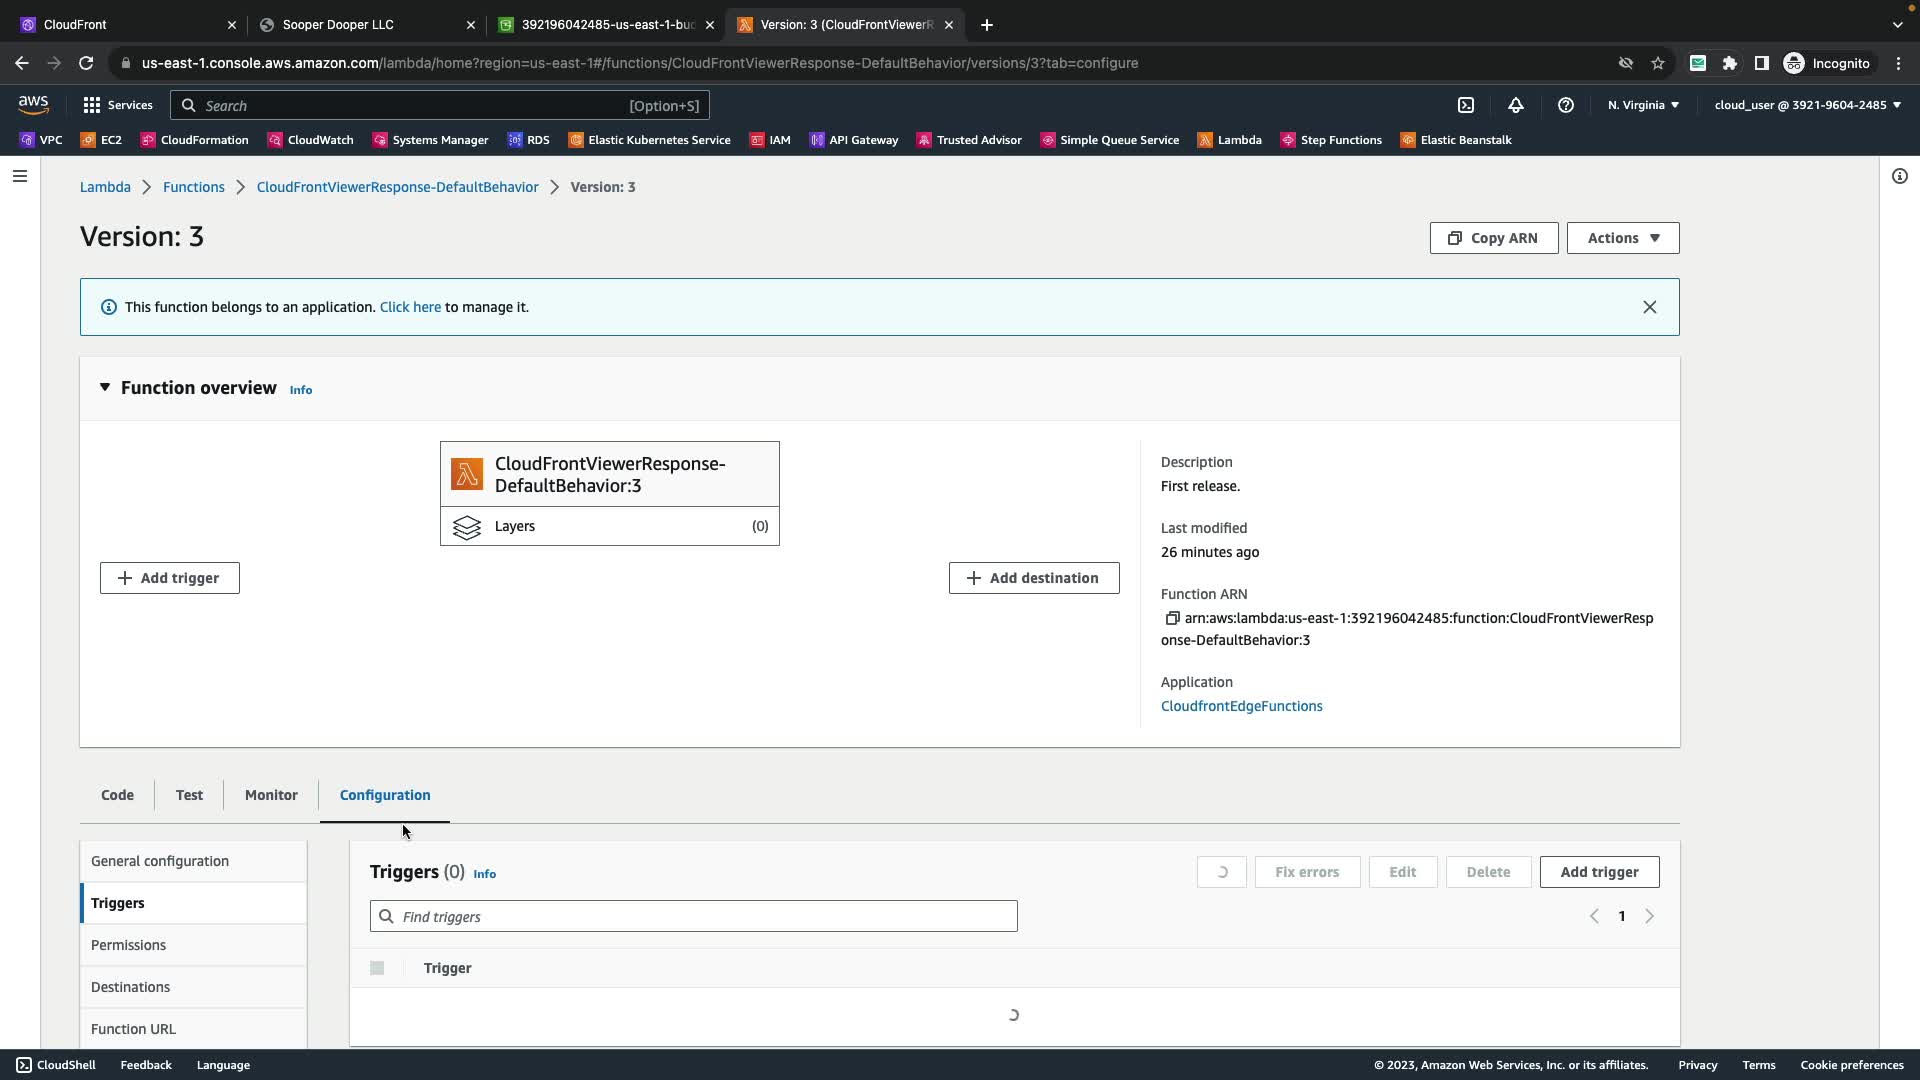 CloudFront
Sooper Dooper LLC
392196042485-us-east-1-bu
Version: 3 (CloudFrontViewerR
us-east-1.console.aws.amazon.com/lambda/home?region=us-east-1#/functions/CloudFrontViewerResponse-DefaultBehavior/versions/3?tab=configure
Incognito
aws
Services
Search
[Option+S]
N. Virginia
cloud_user @ 3921-9604-2485
VPC
EC2
CloudFormation
CloudWatch
Systems Manager
RDS
Elastic Kubernetes Service
IAM
API Gateway
Trusted Advisor
Simple Queue Service
Lambda
Step Functions
Elastic Beanstalk
Lambda > Functions > CloudFrontViewerResponse-DefaultBehavior > Version: 3
Version: 3
Copy ARN
Actions
This function belongs to an application. Click here to manage it.
Function overview Info
CloudFrontViewerResponse-
DefaultBehavior:3
Layers (0)
Add trigger
Add destination
Description
First release.
Last modified
26 minutes ago
Function ARN
arn:aws:lambda:us-east-1:392196042485:function:CloudFrontViewerResp
onse-DefaultBehavior:3
Application
CloudfrontEdgeFunctions
Code
Test
Monitor
Configuration
General configuration
Triggers
Permissions
Destinations
Function URL
Triggers (0) Info
Fix errors
Edit
Delete
Add trigger
Find triggers
1
Trigger
CloudShell
Feedback
Language
© 2023, Amazon Web Services, Inc. or its affiliates.
Privacy
Terms
Cookie preferences